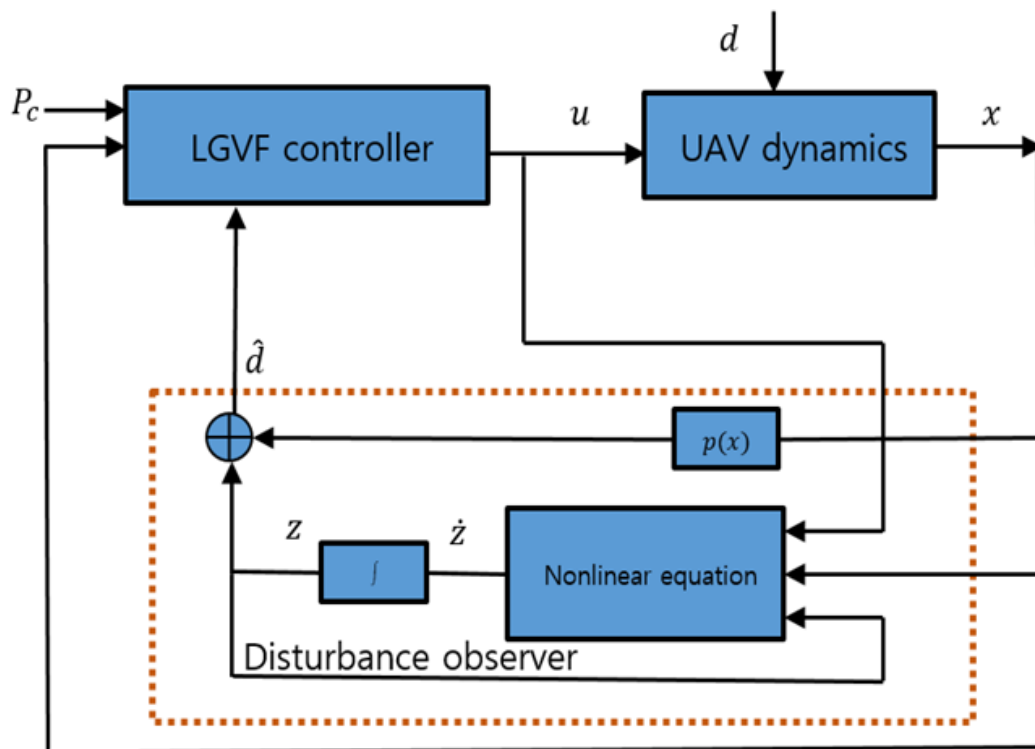 d
P_c
LGVF controller
u
UAV dynamics
x
d̂
p(x)
Z
ż
∫
Nonlinear equation
Disturbance observer